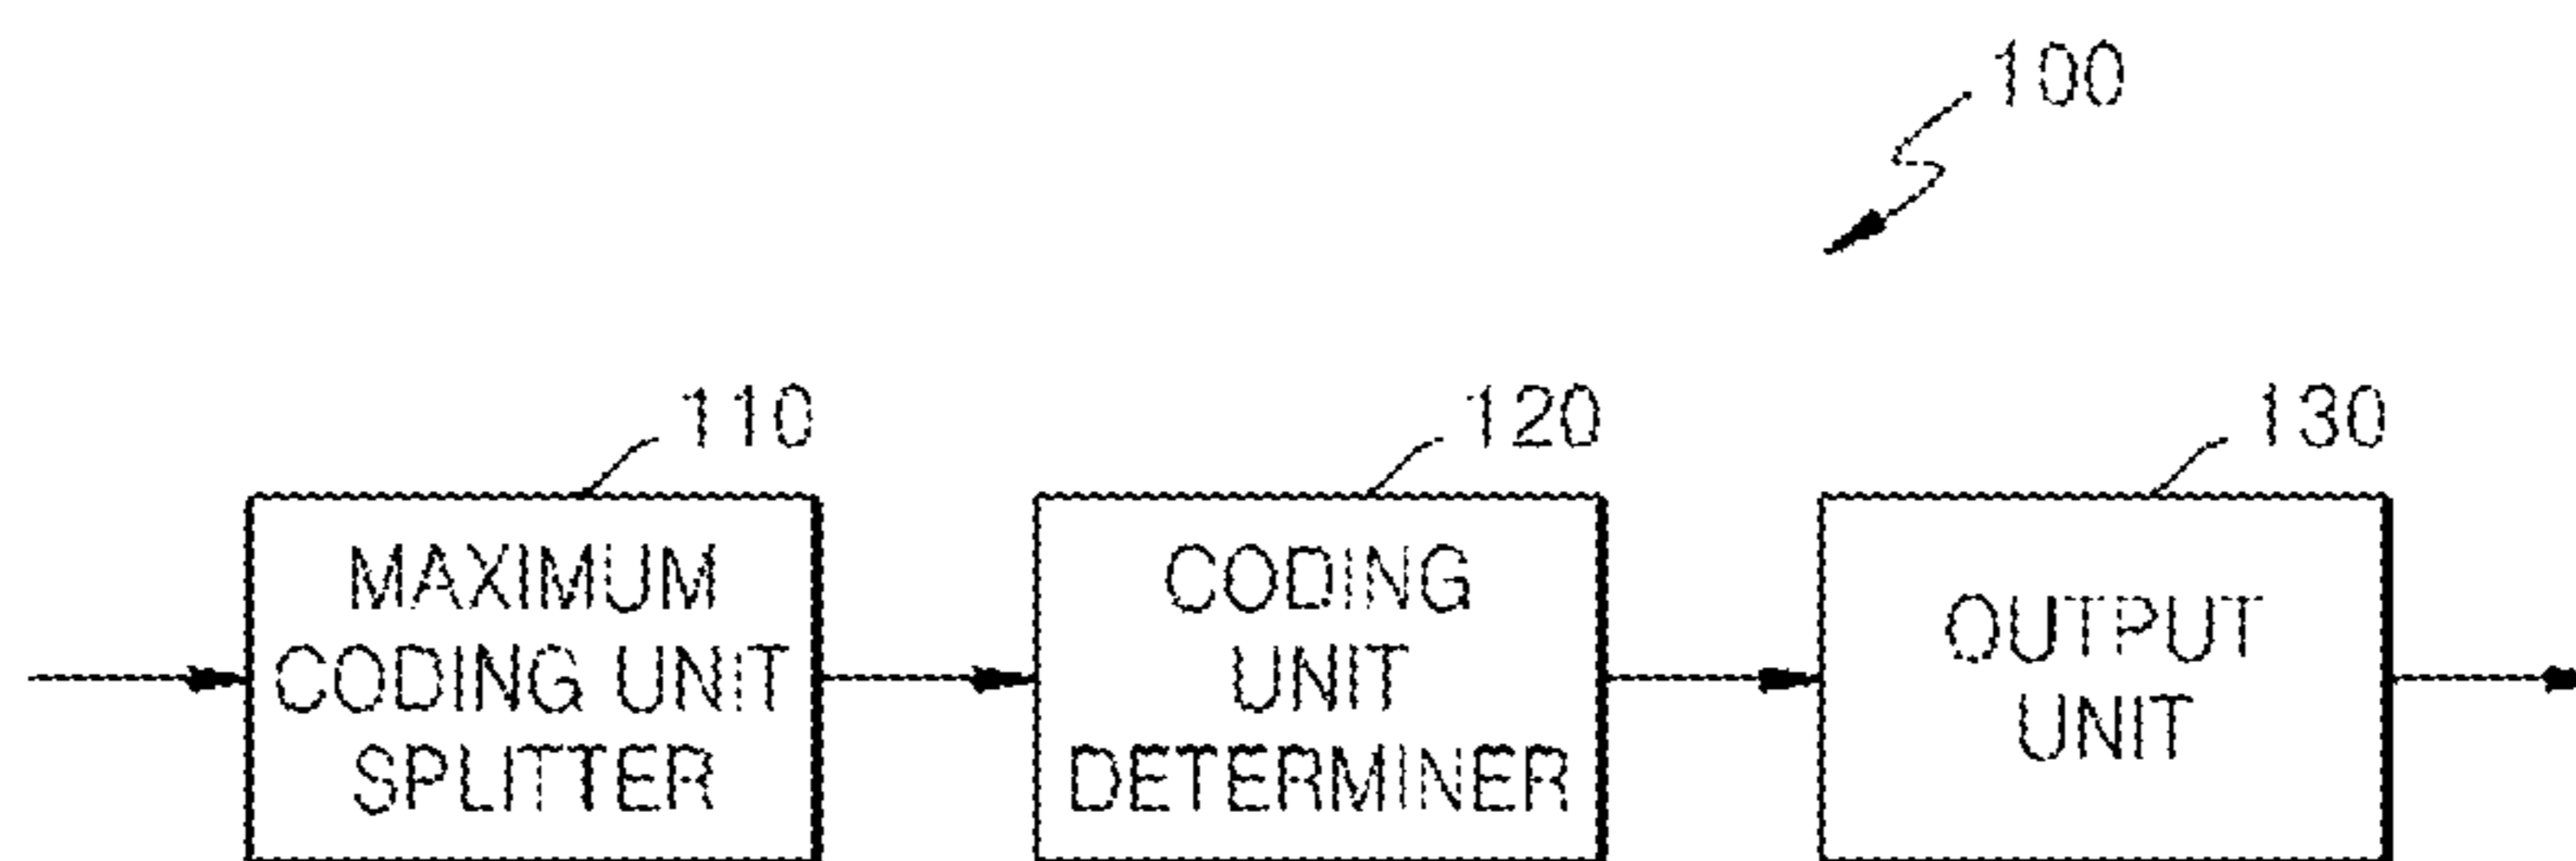 100
110
MAXIMUM
CODING UNIT
SPLITTER
120
CODING
UNIT
DETERMINER
130
OUTPUT
UNIT